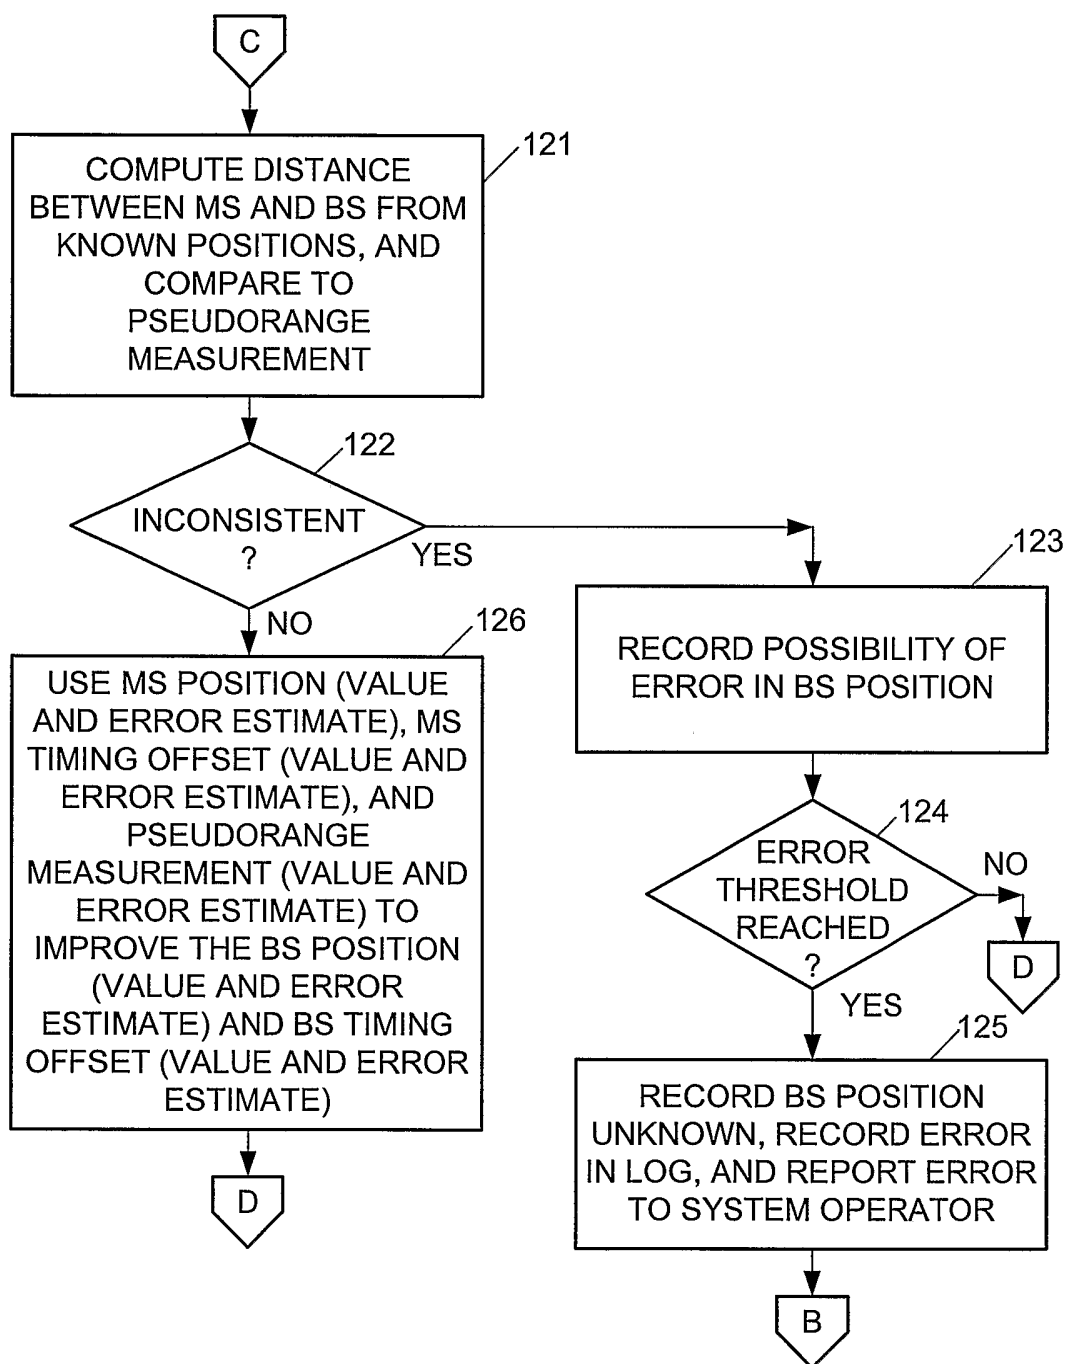 C
121
COMPUTE DISTANCE
BETWEEN MS AND BS FROM
KNOWN POSITIONS, AND
COMPARE TO
PSEUDORANGE
MEASUREMENT
122
INCONSISTENT
?
YES
NO
123
RECORD POSSIBILITY OF
ERROR IN BS POSITION
126
USE MS POSITION (VALUE
AND ERROR ESTIMATE), MS
TIMING OFFSET (VALUE AND
ERROR ESTIMATE), AND
PSEUDORANGE
MEASUREMENT (VALUE AND
ERROR ESTIMATE) TO
IMPROVE THE BS POSITION
(VALUE AND ERROR
ESTIMATE) AND BS TIMING
OFFSET (VALUE AND ERROR
ESTIMATE)
D
124
ERROR
THRESHOLD
REACHED
?
NO
D
YES
125
RECORD BS POSITION
UNKNOWN, RECORD ERROR
IN LOG, AND REPORT ERROR
TO SYSTEM OPERATOR
B